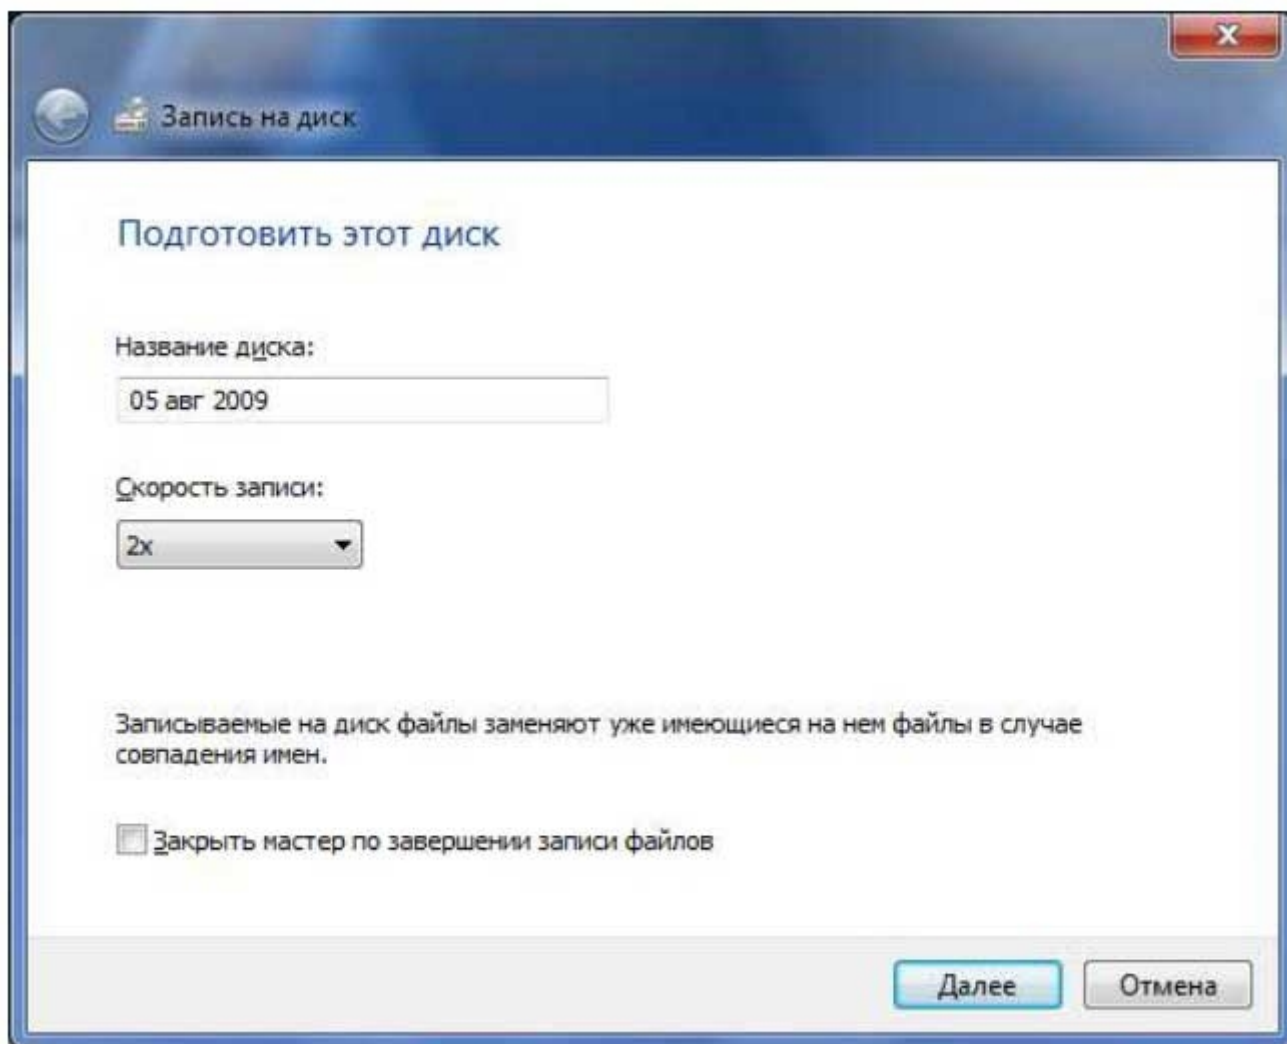 Запись на диск
Подготовить этот диск
Название диска:
05 авг 2009
Скорость записи:
2x
Записываемые на диск файлы заменяют уже имеющиеся на нем файлы в случае
совпадения имен.
Закрыть мастер по завершении записи файлов
Далее Отмена